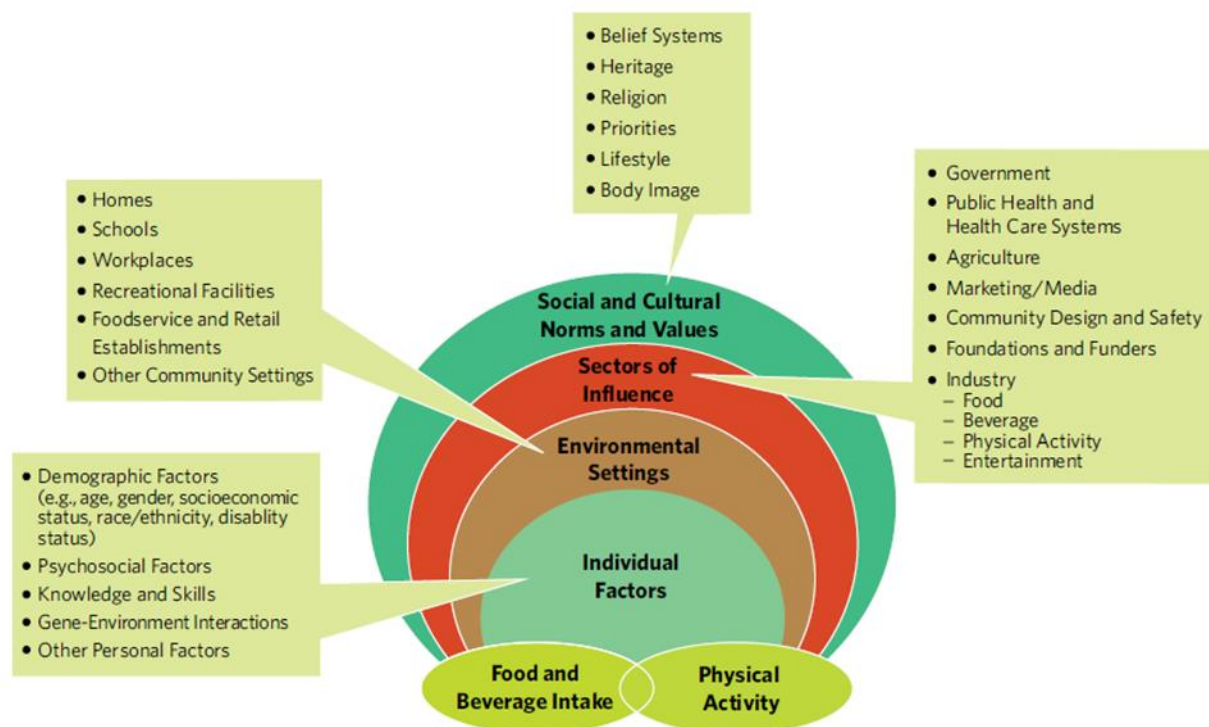 • Belief Systems
• Heritage
• Religion
• Priorities
• Lifestyle
• Body Image
• Homes
• Schools
• Workplaces
• Recreational Facilities
• Foodservice and Retail
Establishments
• Other Community Settings
• Government
• Public Health and
Health Care Systems
• Agriculture
• Marketing/Media
• Community Design and Safety
• Foundations and Funders
• Industry
– Food
– Beverage
– Physical Activity
– Entertainment
• Demographic Factors
(e.g., age, gender, socioeconomic
status, race/ethnicity, disablity
status)
• Psychosocial Factors
• Knowledge and Skills
• Gene-Environment Interactions
• Other Personal Factors
Social and Cultural
Norms and Values
Sectors of
Influence
Environmental
Settings
Individual
Factors
Food and
Beverage Intake
Physical
Activity